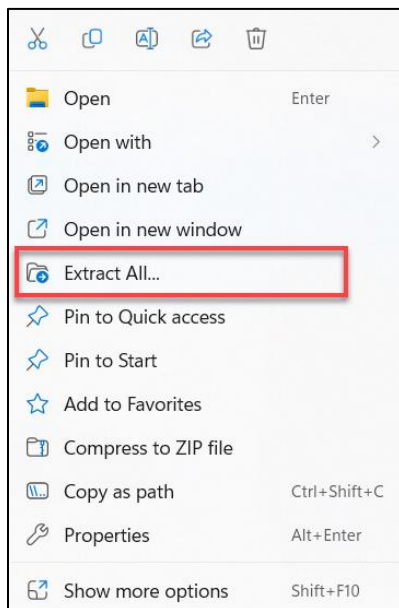 Open Enter
Open with
Open in new tab
Open in new window
Extract All...
Pin to Quick access
Pin to Start
Add to Favorites
Compress to ZIP file
Copy as path Ctrl+Shift+C
Properties Alt+Enter
Show more options Shift+F10